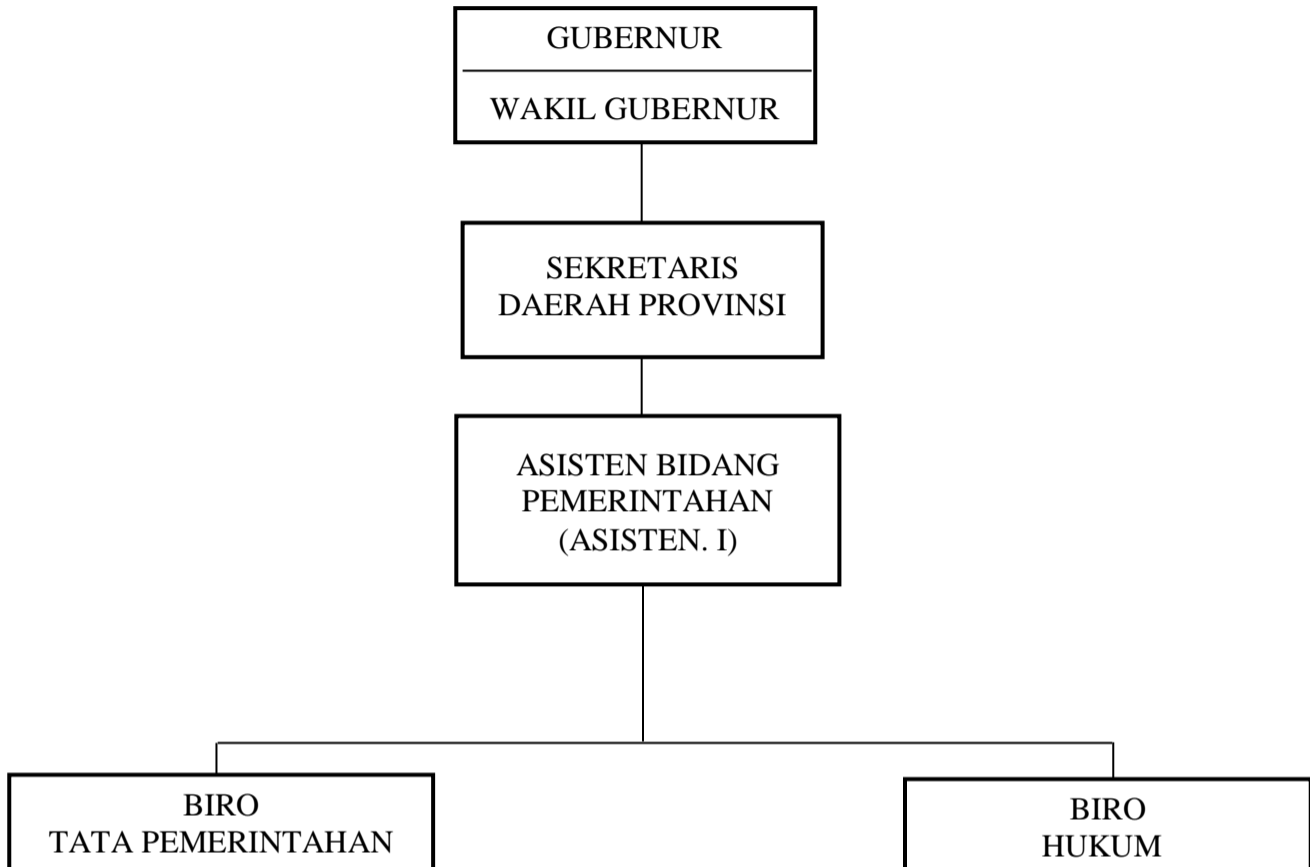 GUBERNUR
WAKIL GUBERNUR
SEKRETARIS
DAERAH PROVINSI
ASISTEN BIDANG
PEMERINTAHAN
(ASISTEN. I)
BIRO
TATA PEMERINTAHAN
BIRO
HUKUM